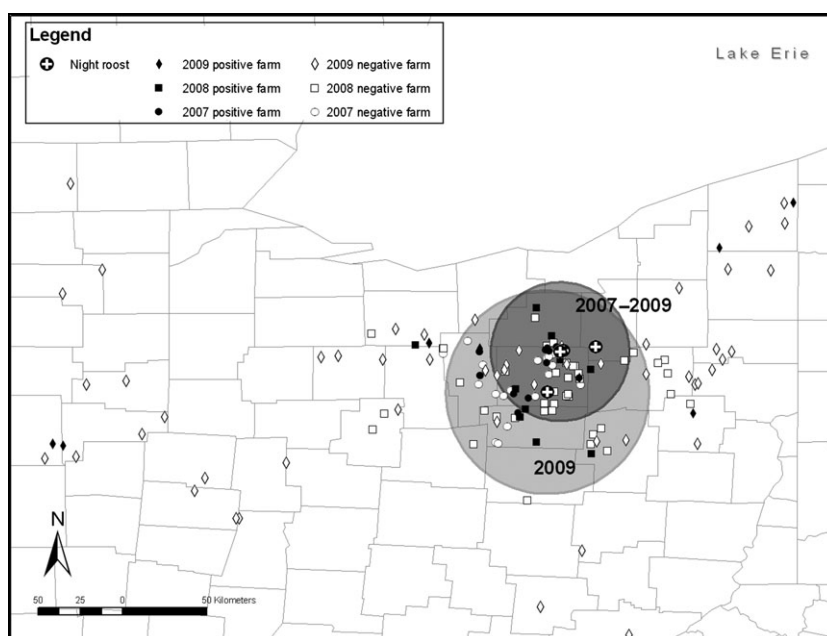 Legend
Night roost
2009 positive farm
2009 negative farm
2008 positive farm
2008 negative farm
2007 positive farm
2007 negative farm
Lake Erie
2007–2009
2009
N
50 25 0 50 Kilometers